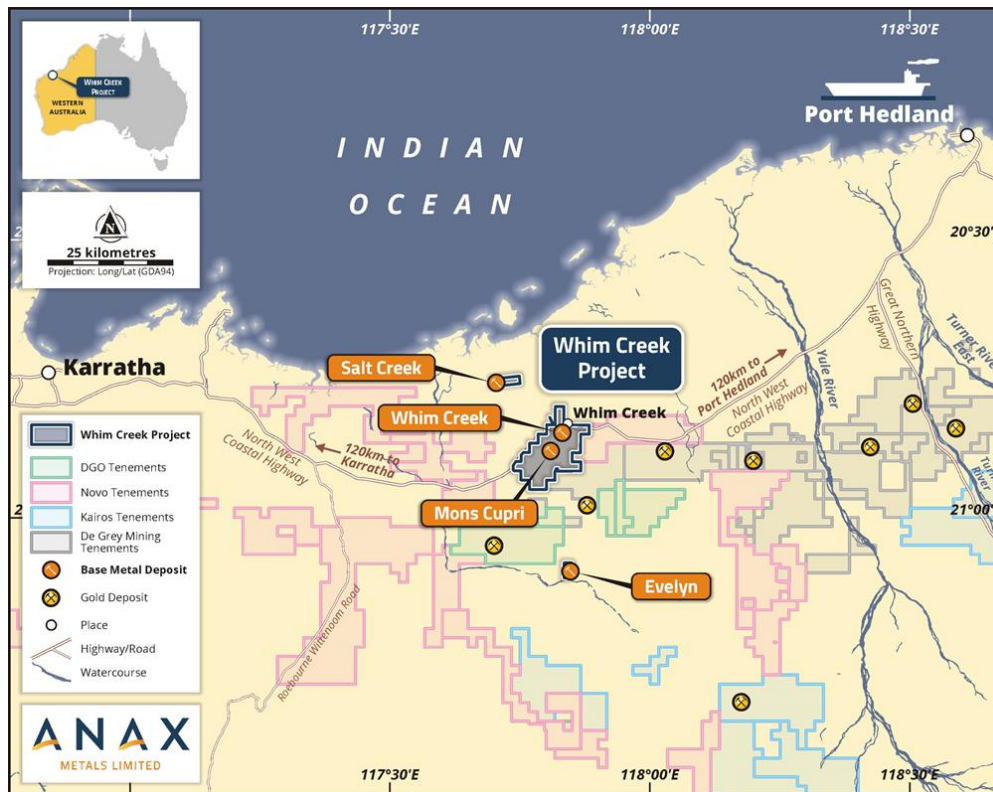 117°30'E
118°00'E
118°30'E
WHIM CREEK
PROJECT
WESTERN
AUSTRALIA
INDIAN
OCEAN
Port Hedland
N
25 kilometres
Projection: Long/Lat (GDA94)
20°30'
Karratha
Salt Creek
Whim Creek
Project
Whim Creek
Whim Creek
Mons Cupri
Evelyn
120km to
Port Hedland
North West
Coastal Highway
120km to
Karratha
North West
Coastal Highway
Roebourne Wittenoom Road
Yule River
Great Northern
Highway
Turner River
East
Turner
River
21°00'
Whim Creek Project
DGO Tenements
Novo Tenements
Kairos Tenements
De Grey Mining
Tenements
Base Metal Deposit
Gold Deposit
Place
Highway/Road
Watercourse
ANAX
METALS LIMITED
117°30'E
118°00'E
118°30'E